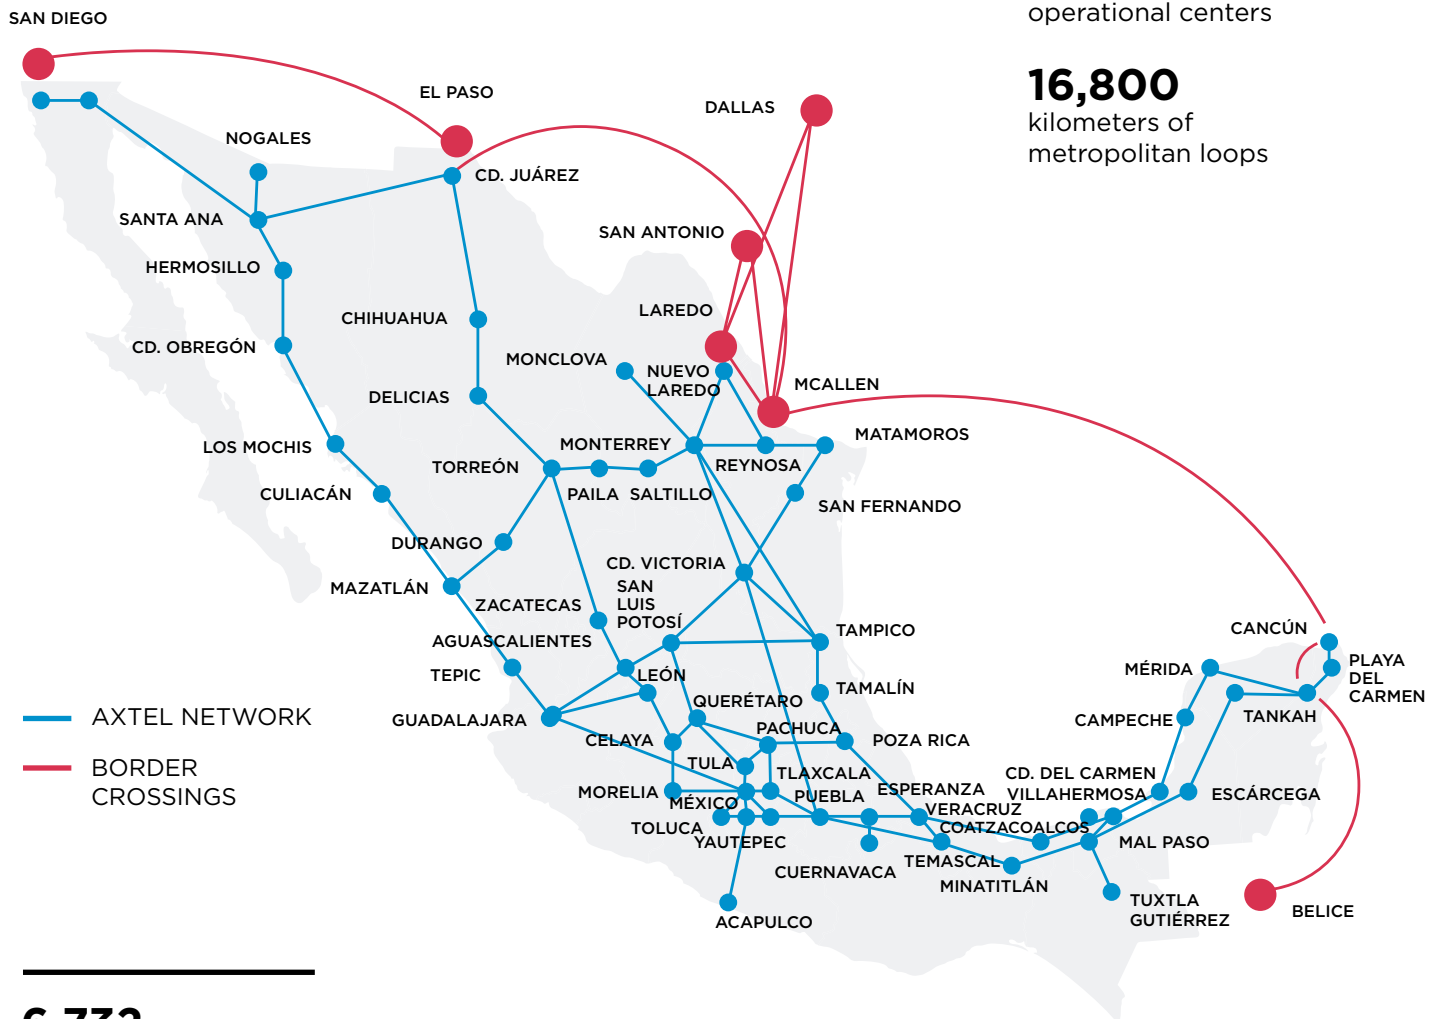 SAN DIEGO
operational centers
16,800
kilometers of
metropolitan loops
EL PASO
DALLAS
NOGALES
CD. JUÁREZ
SANTA ANA
SAN ANTONIO
HERMOSILLO
LAREDO
CHIHUAHUA
CD. OBREGÓN
MONCLOVA
NUEVO
LAREDO
MCALLEN
DELICIAS
MATAMOROS
LOS MOCHIS
MONTERREY
TORREÓN
REYNOSA
CULIACÁN
PAILA
SALTILLO
SAN FERNANDO
DURANGO
CD. VICTORIA
MAZATLÁN
SAN
LUIS
POTOSÍ
ZACATECAS
AGUASCALIENTES
TAMPICO
CANCÚN
TEPIC
LEÓN
MÉRIDA
PLAYA
DEL
CARMEN
TAMALÍN
QUERÉTARO
AXTEL NETWORK
GUADALAJARA
CAMPECHE
TANKAH
PACHUCA
CELAYA
POZA RICA
BORDER
CROSSINGS
TULA
TLAXCALA
CD. DEL CARMEN
MORELIA
MÉXICO
PUEBLA
ESPERANZA
VILLAHERMOSA
ESCÁRCEGA
VERACRUZ
TOLUCA
COATZACOALCOS
YAUTEPEC
MAL PASO
CUERNAVACA
TEMASCAL
MINATITLÁN
TUXTLA
GUTIÉRREZ
ACAPULCO
BELICE